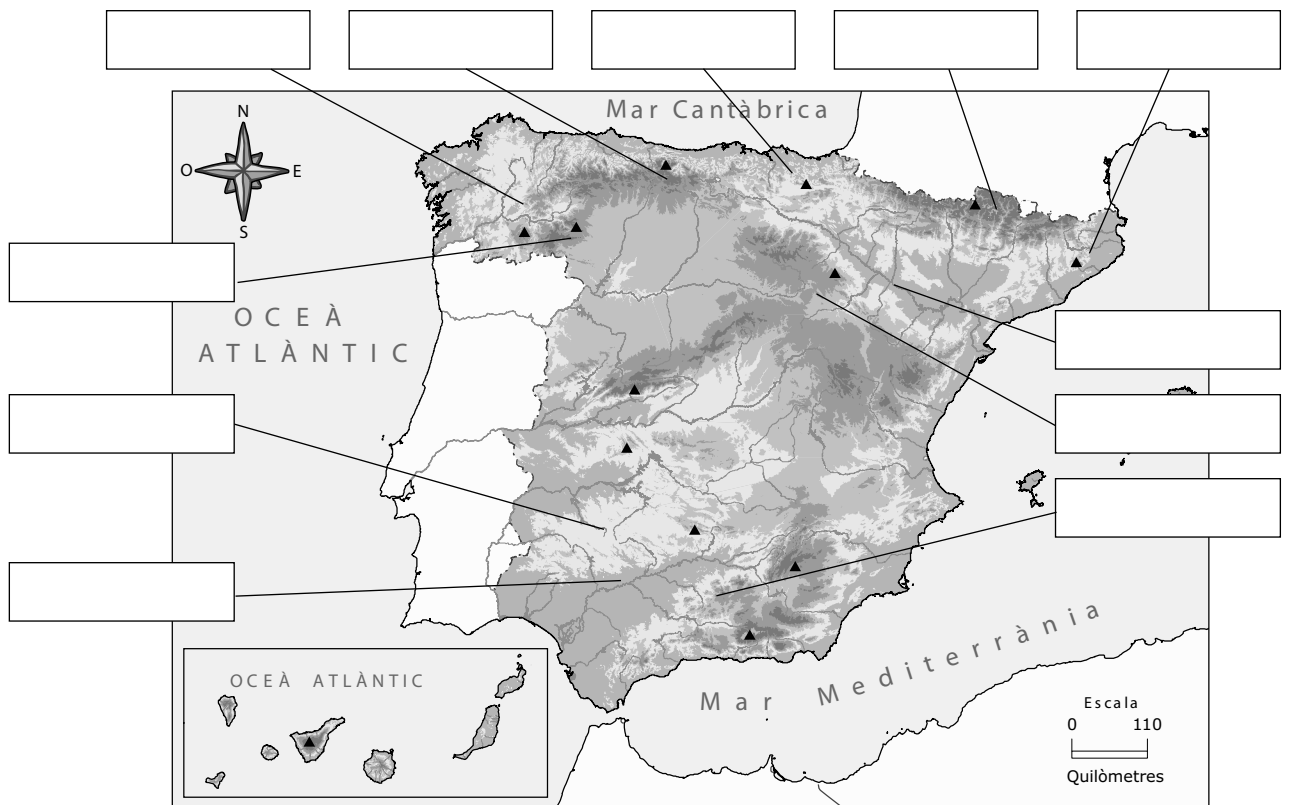 Mar Cantàbrica
N
O
E
S
OCEÀ
ATLÀNTIC
OCEÀ ATLÀNTIC
Mar Mediterrània
Escala
0 110
Quilòmetres